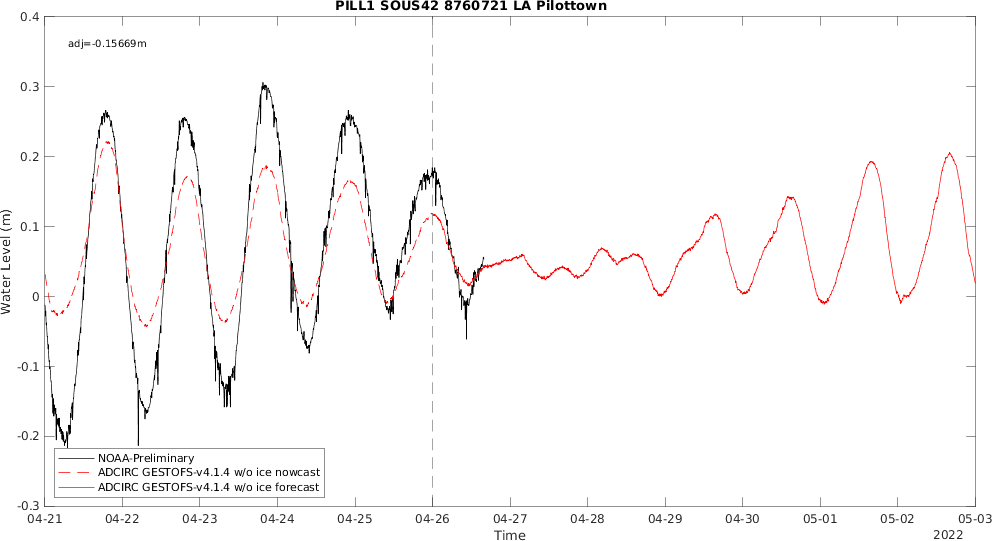 PILL1 SOUS42 8760721 LA Pilottown
adj=-0.15669m
Water Level (m)
0.4
0.3
0.2
0.1
0
-0.1
-0.2
-0.3
NOAA-Preliminary
ADCIRC GESTOFS-v4.1.4 w/o ice nowcast
ADCIRC GESTOFS-v4.1.4 w/o ice forecast
04-21 04-22 04-23 04-24 04-25 04-26 04-27 04-28 04-29 04-30 05-01 05-02 05-03
Time
2022